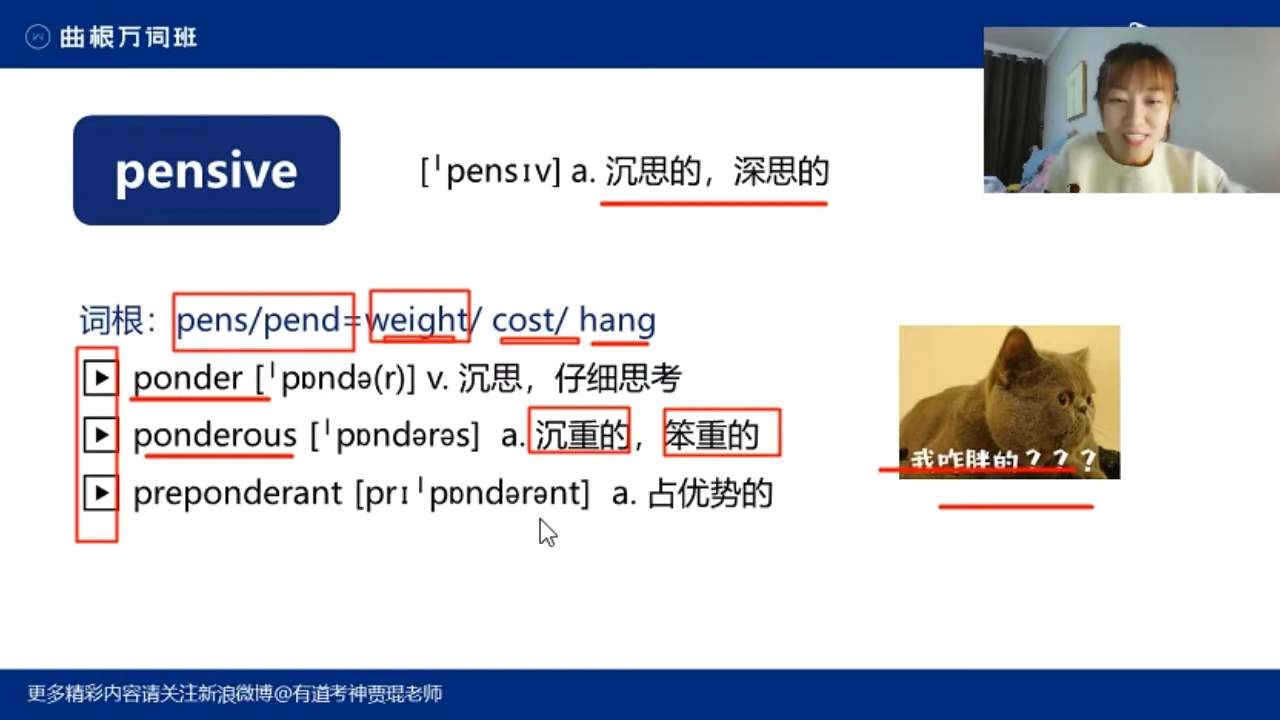 曲根万词班
pensive
[ˈpensɪv] a. 沉思的，深思的
词根：pens/pend=weight/ cost/ hang
ponder [ˈpɒndə(r)] v. 沉思，仔细思考
ponderous [ˈpɒndərəs] a. 沉重的，笨重的
preponderant [prɪˈpɒndərənt] a. 占优势的
我咋胖的？？？
更多精彩内容请关注新浪微博@有道考神贾琨老师